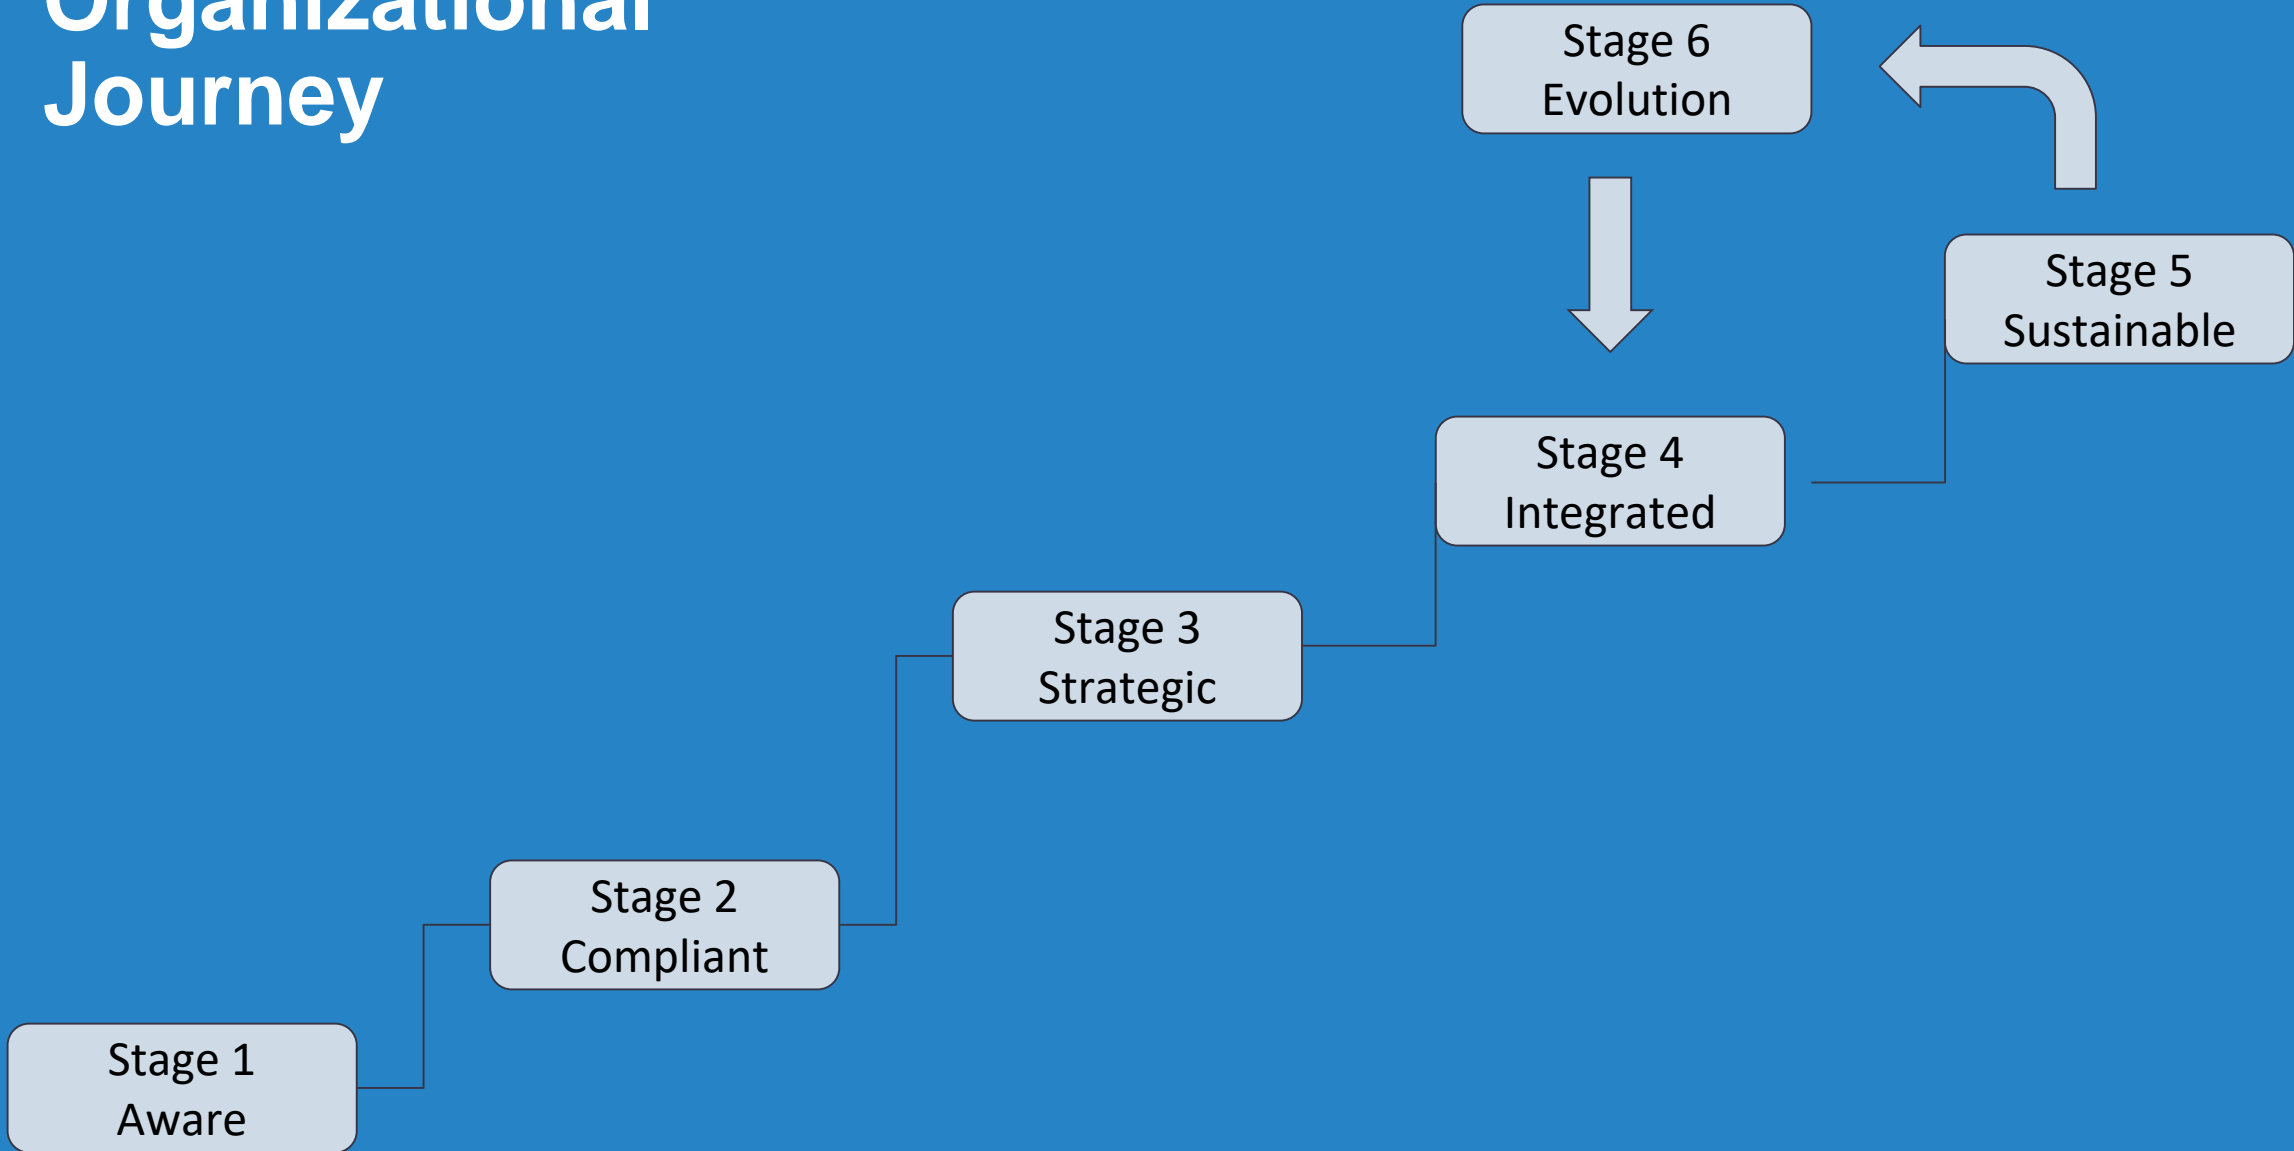 Organizational
Journey
Stage 6
Evolution
Stage 5
Sustainable
Stage 4
Integrated
Stage 3
Strategic
Stage 2
Compliant
Stage 1
Aware